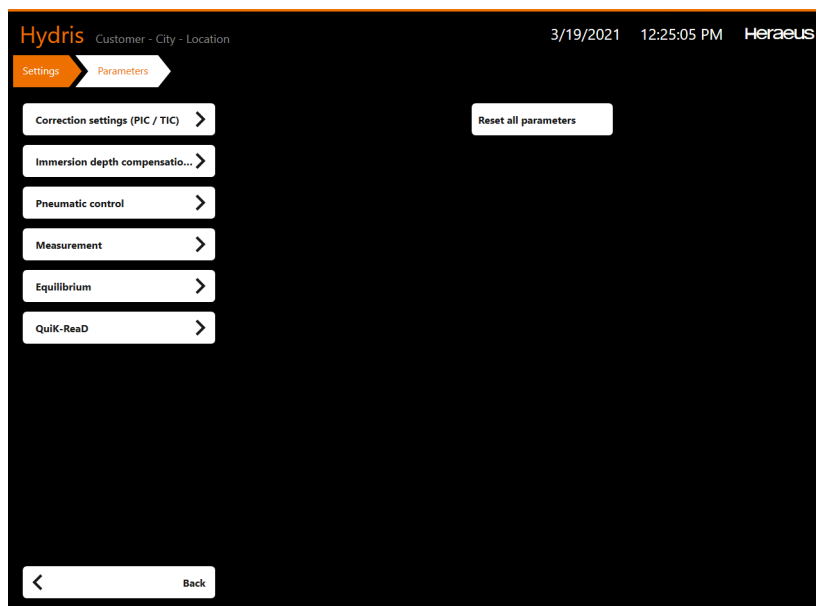 Hydris Customer - City - Location 3/19/2021 12:25:05 PM Heraeus
Settings Parameters
Correction settings (PIC / TIC) Reset all parameters
Immersion depth compensatio...
Pneumatic control
Measurement
Equilibrium
QuiK-ReaD
Back